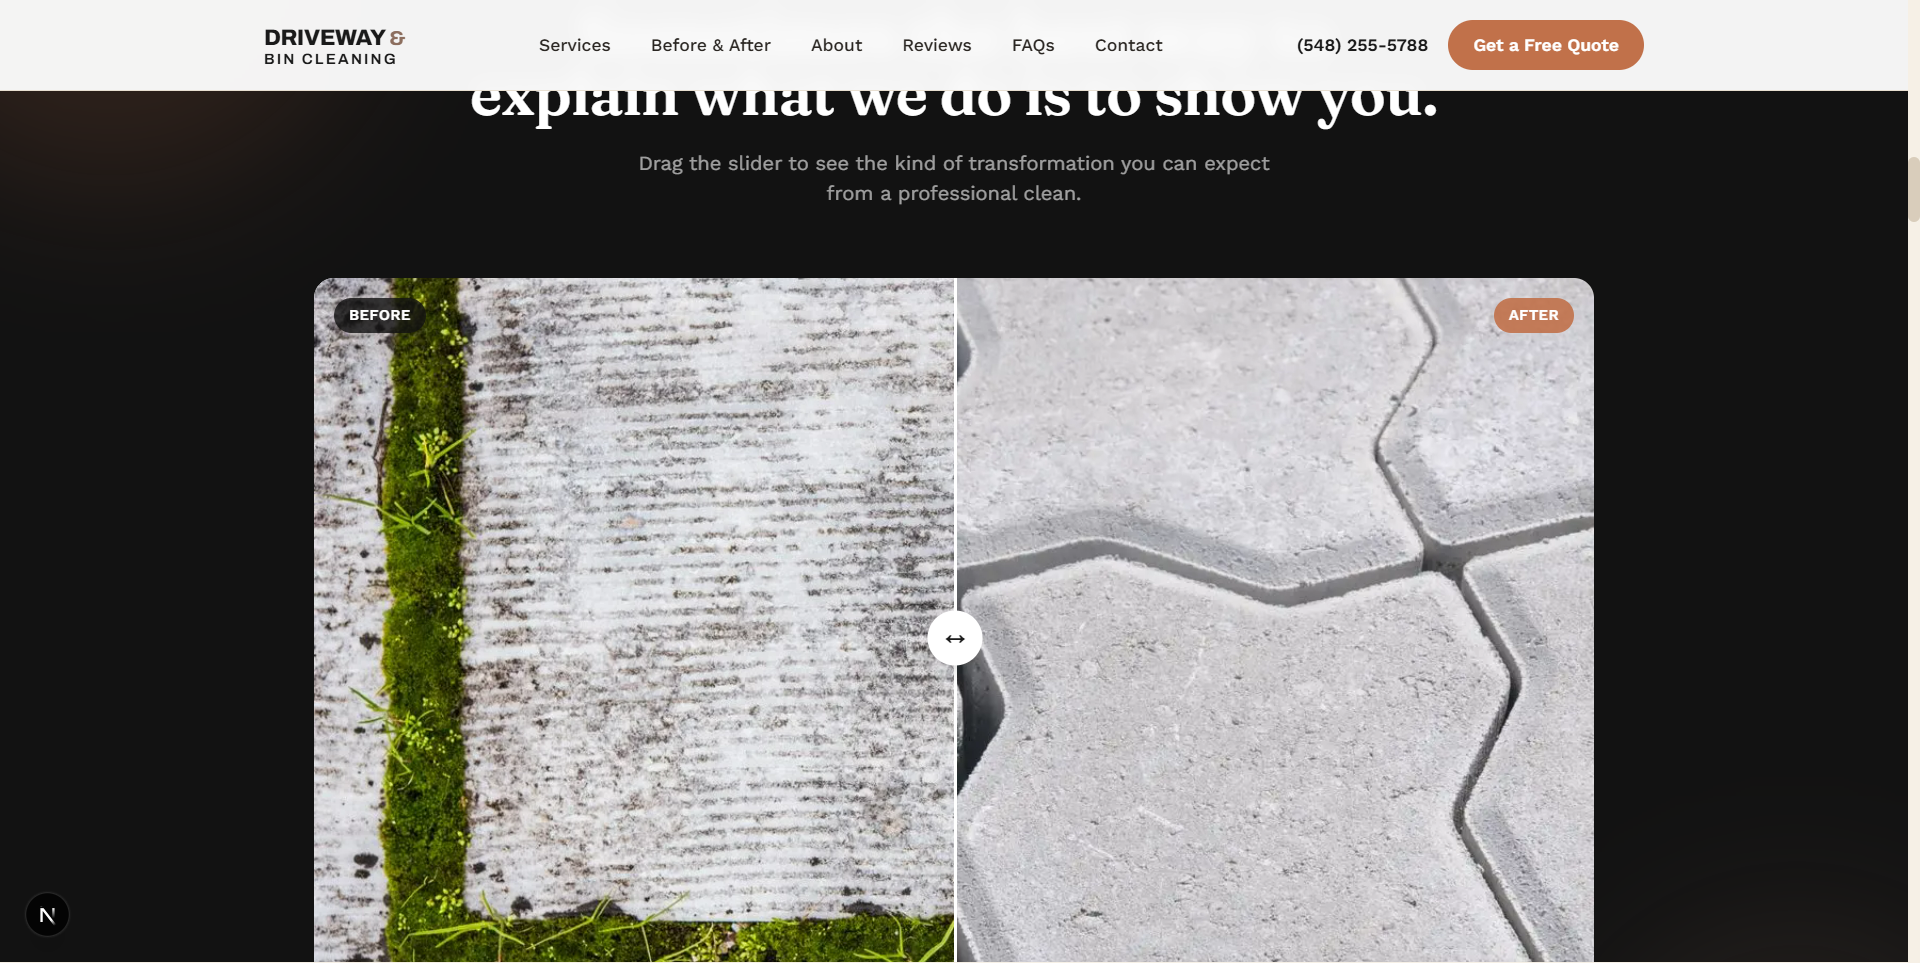 DRIVEWAY &
BIN CLEANING
Services
Before & After
About
Reviews
FAQs
Contact
(548) 255-5788
Get a Free Quote
explain what we do is to show you.
Drag the slider to see the kind of transformation you can expect
from a professional clean.
BEFORE
AFTER
N